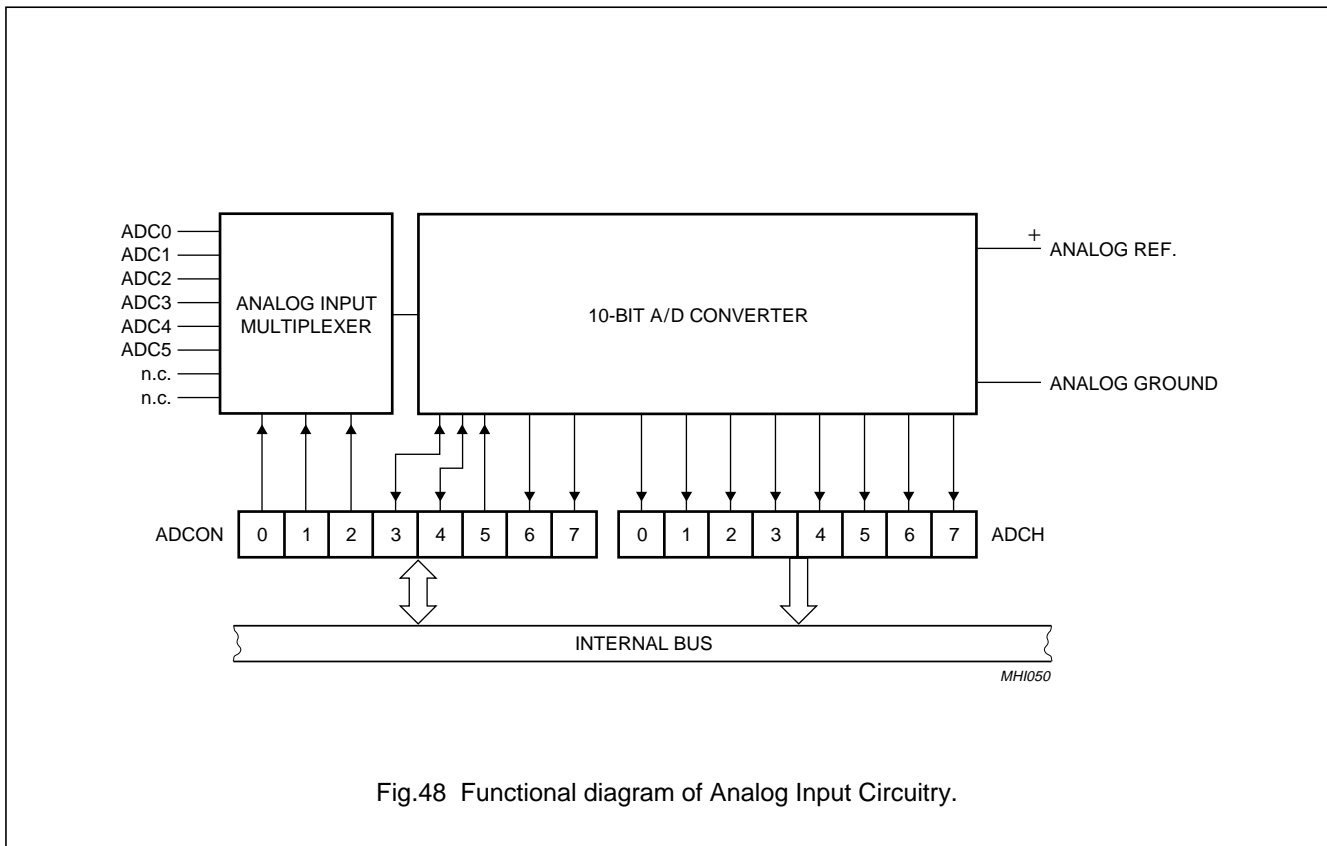 ADC0
ADC1
ADC2
ADC3
ADC4
ADC5
n.c.
n.c.
ANALOG INPUT
MULTIPLEXER
10-BIT A/D CONVERTER
+
ANALOG REF.
ANALOG GROUND
ADCON 0 1 2 3 4 5 6 7
0 1 2 3 4 5 6 7 ADCH
INTERNAL BUS
MHI050
Fig.48 Functional diagram of Analog Input Circuitry.